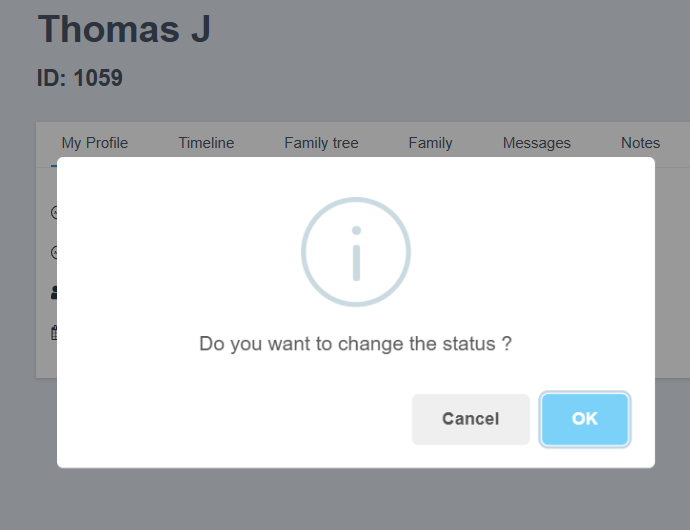 Thomas J
ID: 1059
My Profile Timeline Family tree Family Messages Notes
Do you want to change the status ?
Cancel OK